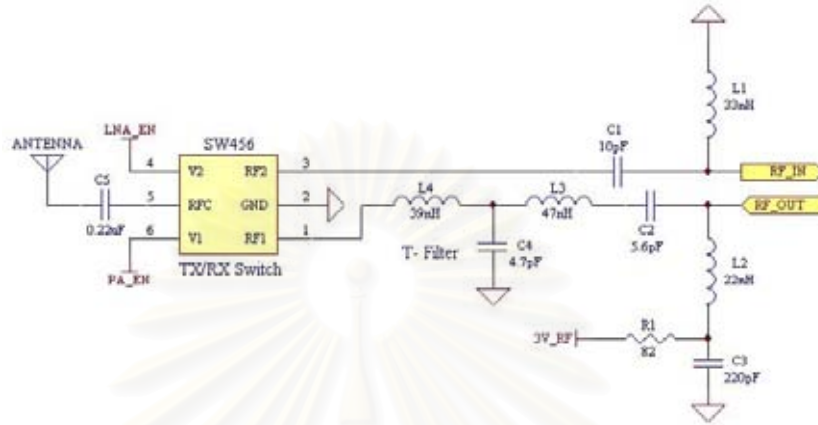 L1
33nH
C1
10pF
LNA_EN
SW456
ANTENNA
4
V2
RF2
3
RF_IN
C5
5
RFC
GND
2
L4
39nH
L3
47nH
C2
5.6pF
RF_OUT
0.22uF
6
V1
RF1
1
T- Filter
C4
4.7pF
L2
22nH
PA_EN
TX/RX Switch
3V_RF
R1
82
C3
220pF